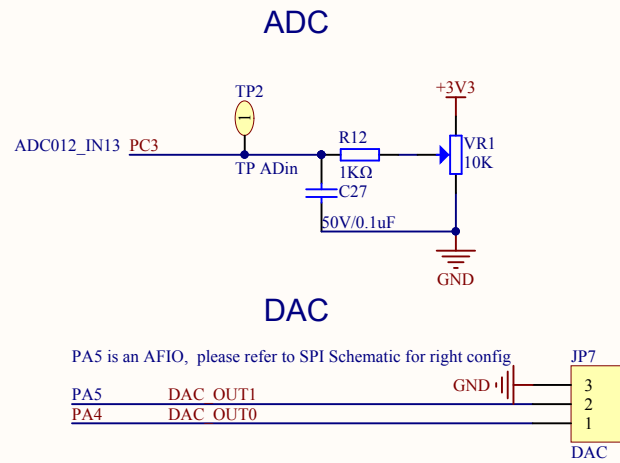 ADC
+3V3
TP2
1
ADC012_IN13 PC3
R12
VR1
TP ADin
1KΩ
10K
C27
50V/0.1uF
GND
DAC
PA5 is an AFIO, please refer to SPI Schematic for right config
JP7
GND
3
PA5 DAC_OUT1
2
PA4 DAC_OUT0
1
DAC